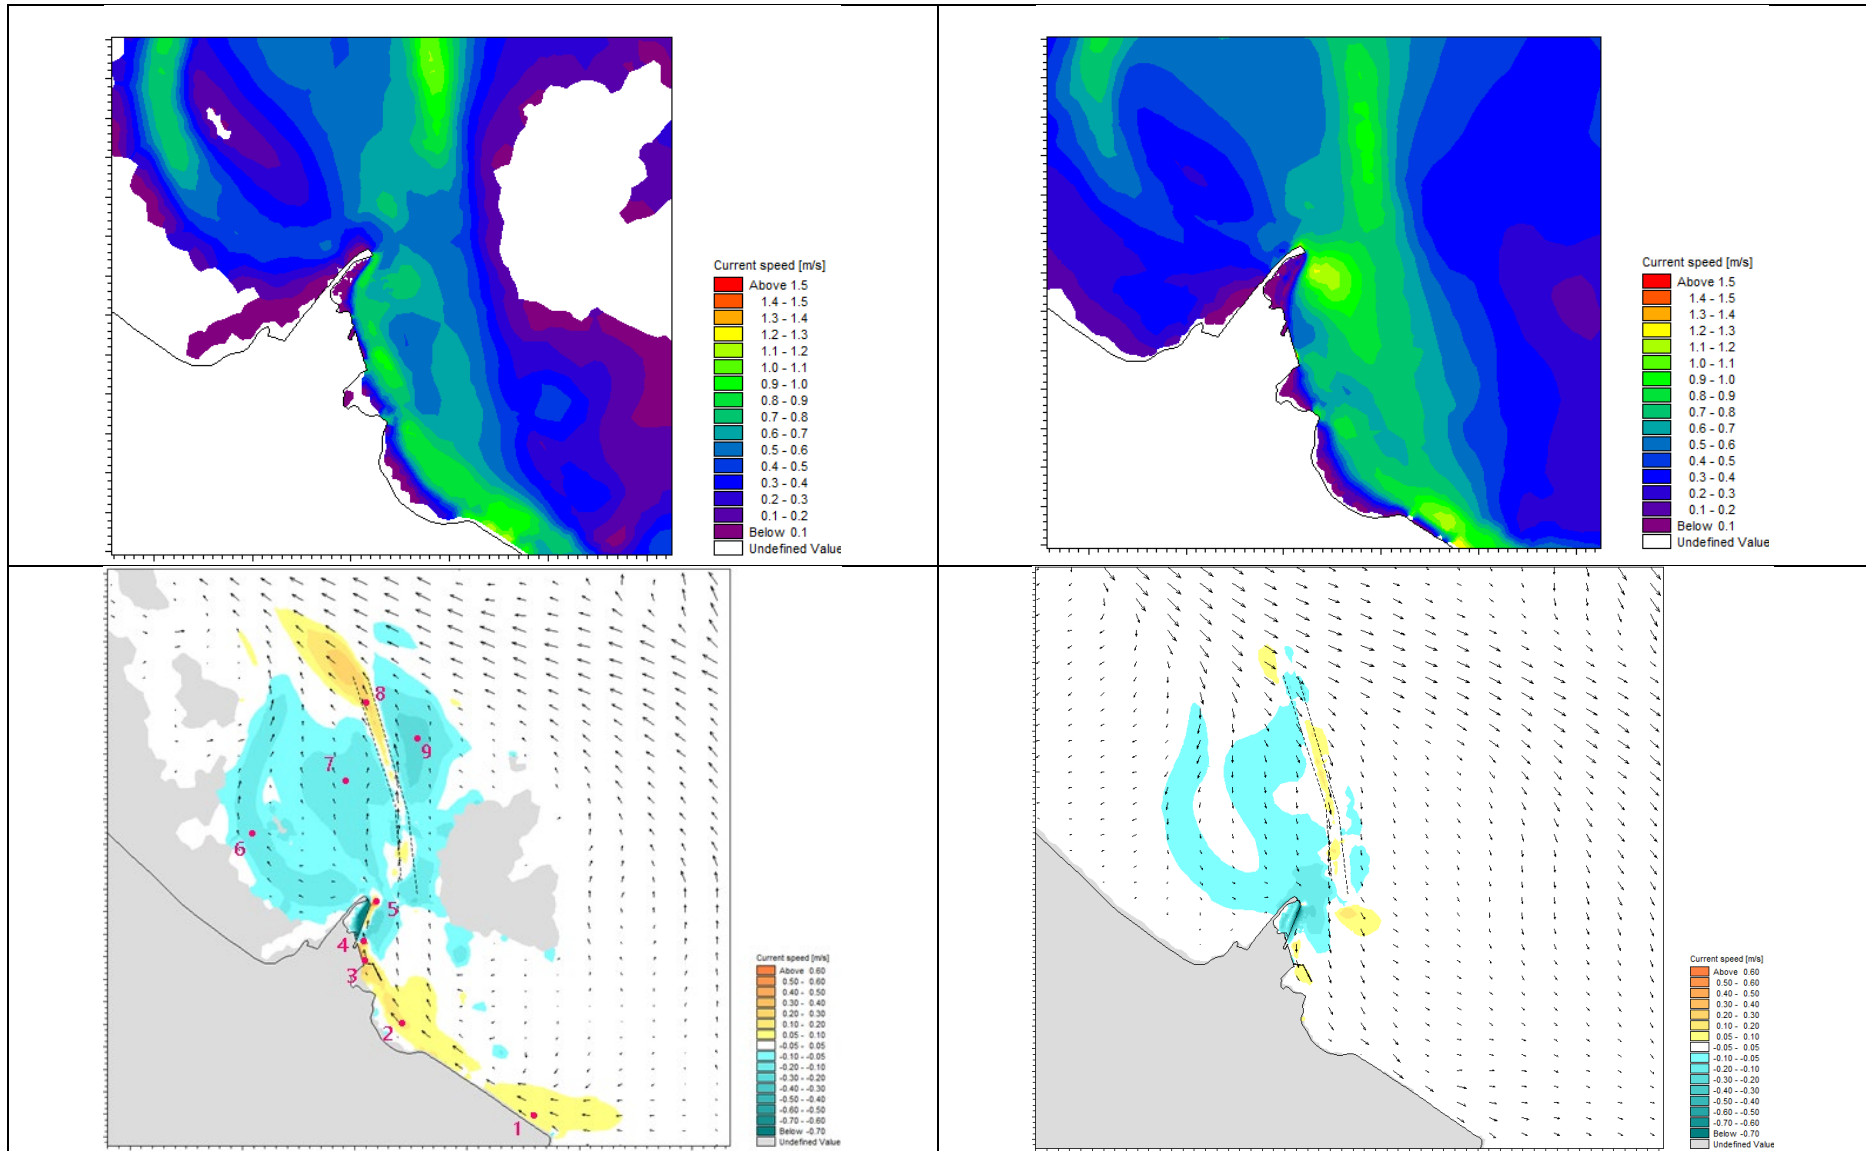 Current speed [m/s]
Above 1.5
1.4 - 1.5
1.3 - 1.4
1.2 - 1.3
1.1 - 1.2
1.0 - 1.1
0.9 - 1.0
0.8 - 0.9
0.7 - 0.8
0.6 - 0.7
0.5 - 0.6
0.4 - 0.5
0.3 - 0.4
0.2 - 0.3
0.1 - 0.2
Below 0.1
Undefined Value
Current speed [m/s]
Above 1.5
1.4 - 1.5
1.3 - 1.4
1.2 - 1.3
1.1 - 1.2
1.0 - 1.1
0.9 - 1.0
0.8 - 0.9
0.7 - 0.8
0.6 - 0.7
0.5 - 0.6
0.4 - 0.5
0.3 - 0.4
0.2 - 0.3
0.1 - 0.2
Below 0.1
Undefined Value
8
9
7
6
5
4
3
2
1
Current speed [m/s]
Above 0.60
0.50 - 0.60
0.40 - 0.50
0.30 - 0.40
0.20 - 0.30
0.10 - 0.20
0.05 - 0.10
-0.05 - 0.05
-0.10 - -0.05
-0.20 - -0.10
-0.30 - -0.20
-0.40 - -0.30
-0.50 - -0.40
-0.60 - -0.50
-0.70 - -0.60
Below -0.70
Undefined Value
Current speed [m/s]
Above 0.60
0.50 - 0.60
0.40 - 0.50
0.30 - 0.40
0.20 - 0.30
0.10 - 0.20
0.05 - 0.10
-0.05 - 0.05
-0.10 - -0.05
-0.20 - -0.10
-0.30 - -0.20
-0.40 - -0.30
-0.50 - -0.40
-0.60 - -0.50
-0.70 - -0.60
Below -0.70
Undefined Value